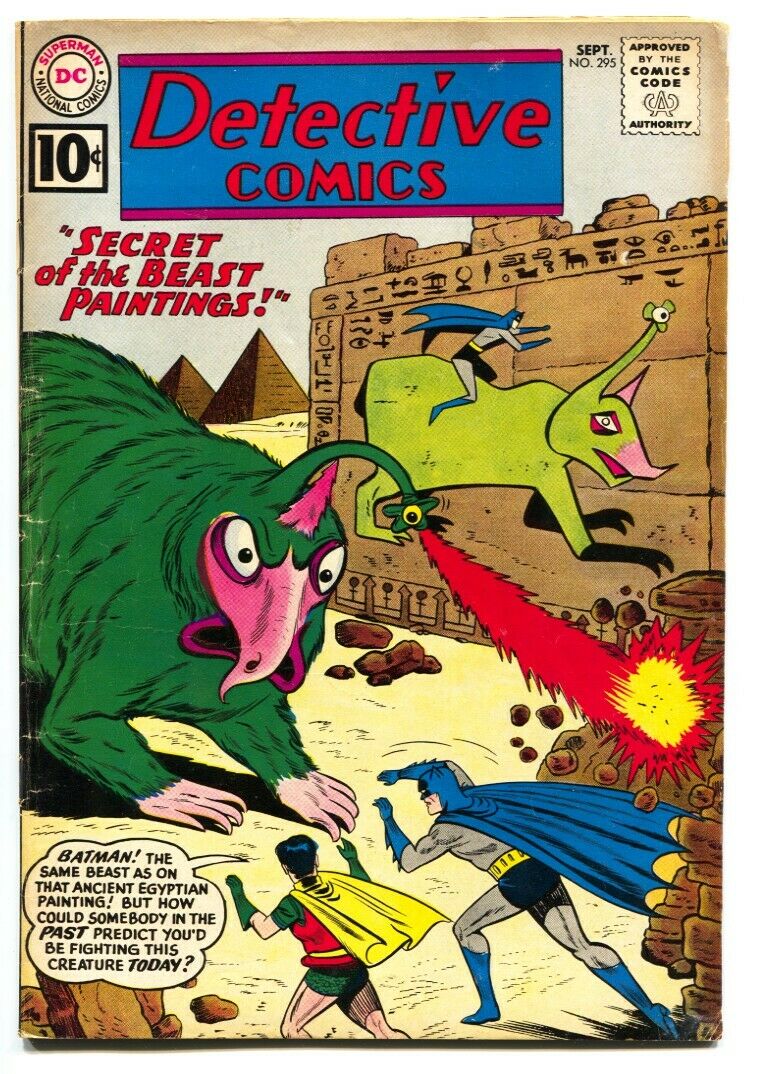 SUPERMAN
DC
NATIONAL COMICS
10¢
Detective
COMICS
SEPT.
NO. 295
APPROVED
BY THE
COMICS
CODE
CA
AUTHORITY
"SECRET
of the BEAST
PAINTINGS!"
BATMAN! THE
SAME BEAST AS ON
THAT ANCIENT EGYPTIAN
PAINTING! BUT HOW
COULD SOMEBODY IN THE
PAST PREDICT YOU'D
BE FIGHTING THIS
CREATURE TODAY?